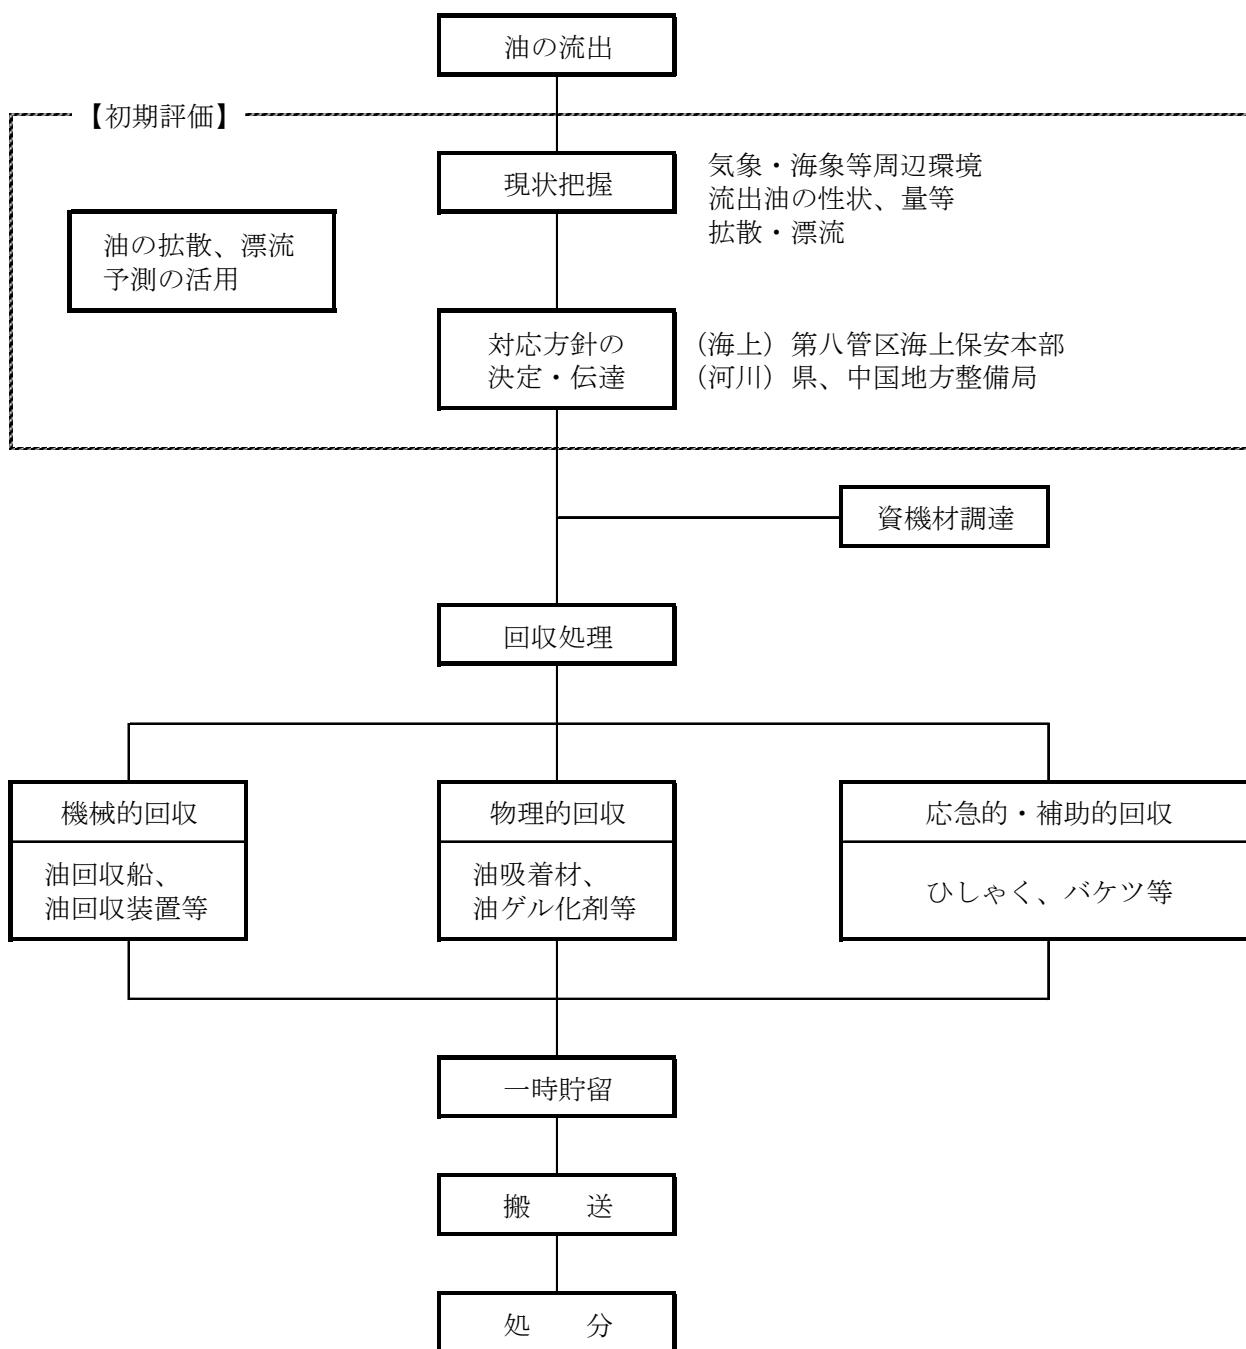 油の流出
【初期評価】
現状把握
気象・海象等周辺環境
流出油の性状、量等
拡散・漂流
油の拡散、漂流
予測の活用
対応方針の
決定・伝達
（海上）第八管区海上保安本部
（河川）県、中国地方整備局
資機材調達
回収処理
機械的回収
油回収船、
油回収装置等
物理的回収
油吸着材、
油ゲル化剤等
応急的・補助的回収
ひしゃく、バケツ等
一時貯留
搬　　送
処　　分